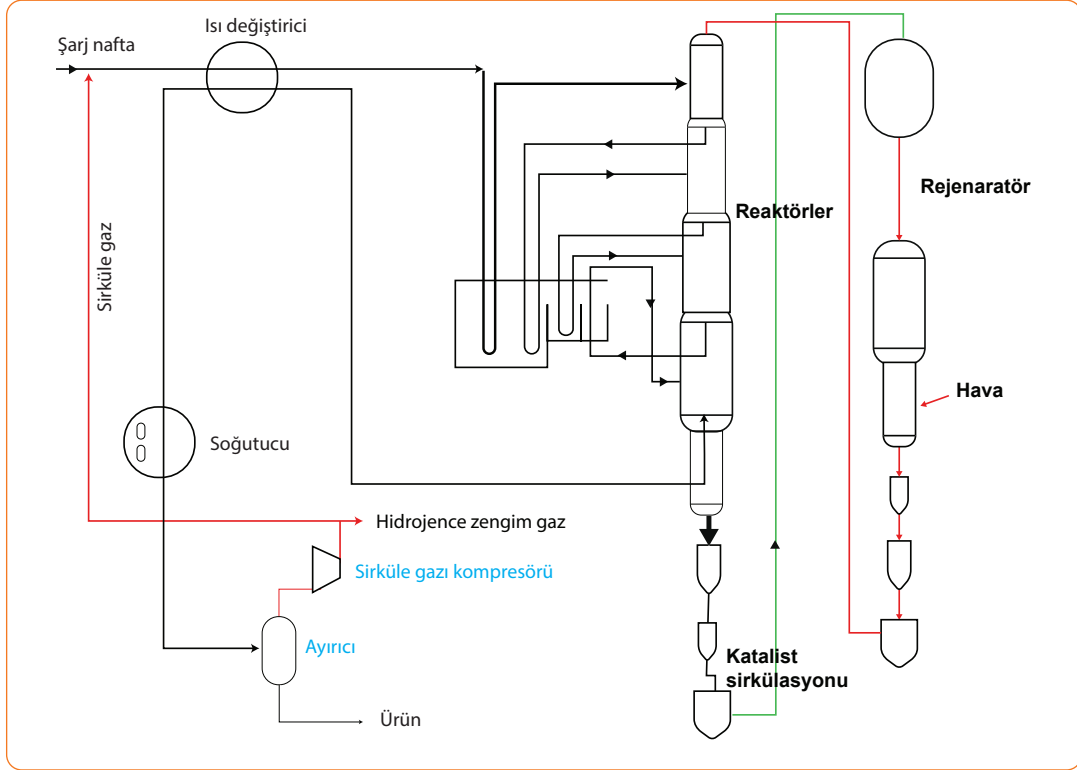 Isı değiştirici
Şarj nafta
Reaktörler
Rejenaratör
Sirküle gaz
Hava
Soğutucu
Hidrojence zengim gaz
Sirküle gazı kompresörü
Ayırıcı
Katalist
sirkülasyonu
Ürün